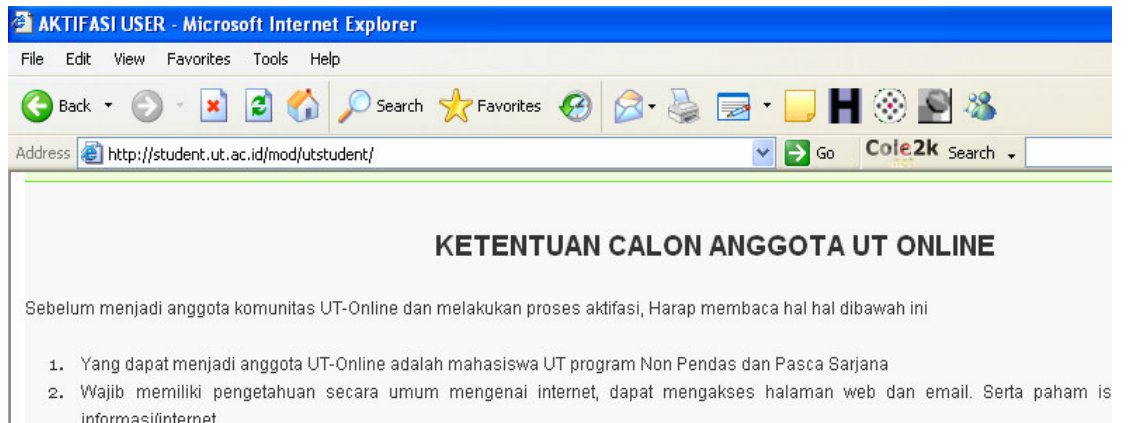 AKTIFASI USER - Microsoft Internet Explorer
File Edit View Favorites Tools Help
Back Search Favorites H
Address http://student.ut.ac.id/mod/utstudent/ Go Cole2k Search
KETENTUAN CALON ANGGOTA UT ONLINE
Sebelum menjadi anggota komunitas UT-Online dan melakukan proses aktifasi, Harap membaca hal hal dibawah ini
1. Yang dapat menjadi anggota UT-Online adalah mahasiswa UT program Non Pendas dan Pasca Sarjana
2. Wajib memiliki pengetahuan secara umum mengenai internet, dapat mengakses halaman web dan email. Serta paham is
informasi/internet